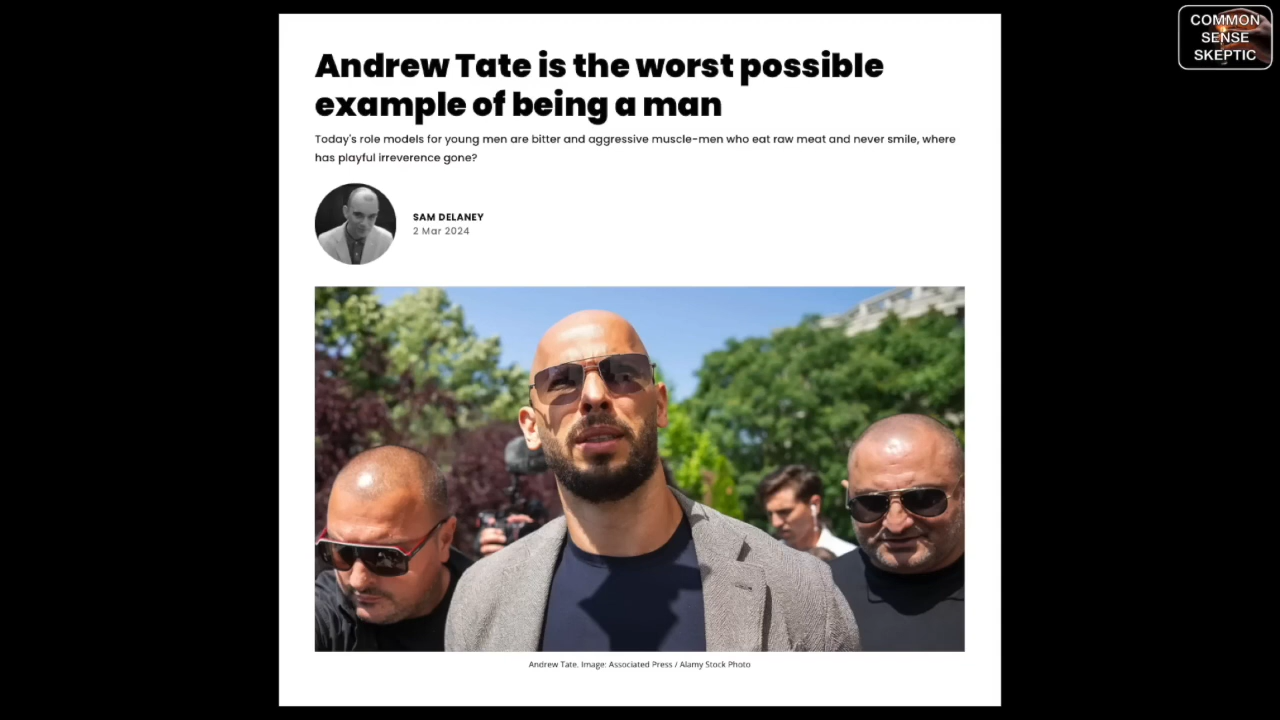 Andrew Tate is the worst possible
example of being a man
Today's role models for young men are bitter and aggressive muscle-men who eat raw meat and never smile, where
has playful irreverence gone?
SAM DELANEY
2 Mar 2024
Andrew Tate. Image: Associated Press / Alamy Stock Photo
COMMON
SENSE
SKEPTIC